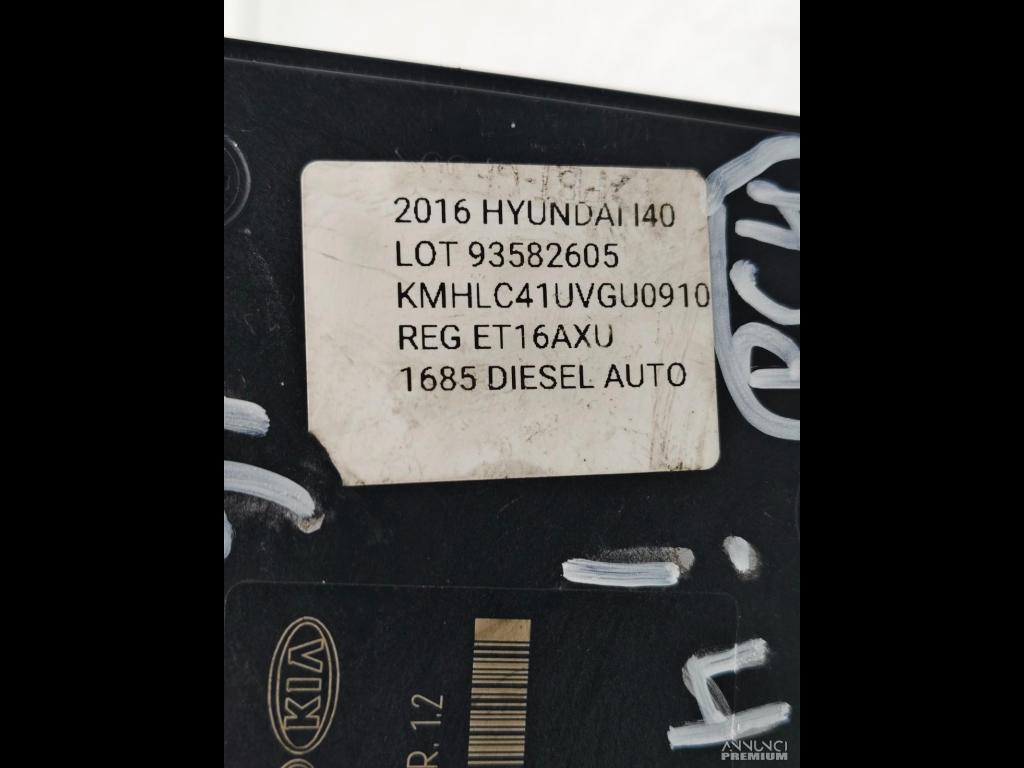 2016 HYUNDAI I40
LOT 93582605
KMHLC41UVGU0910
REG ET16AXU
1685 DIESEL AUTO
BCM
KIA
R. 1.2
ANNUNCI
PREMIUM